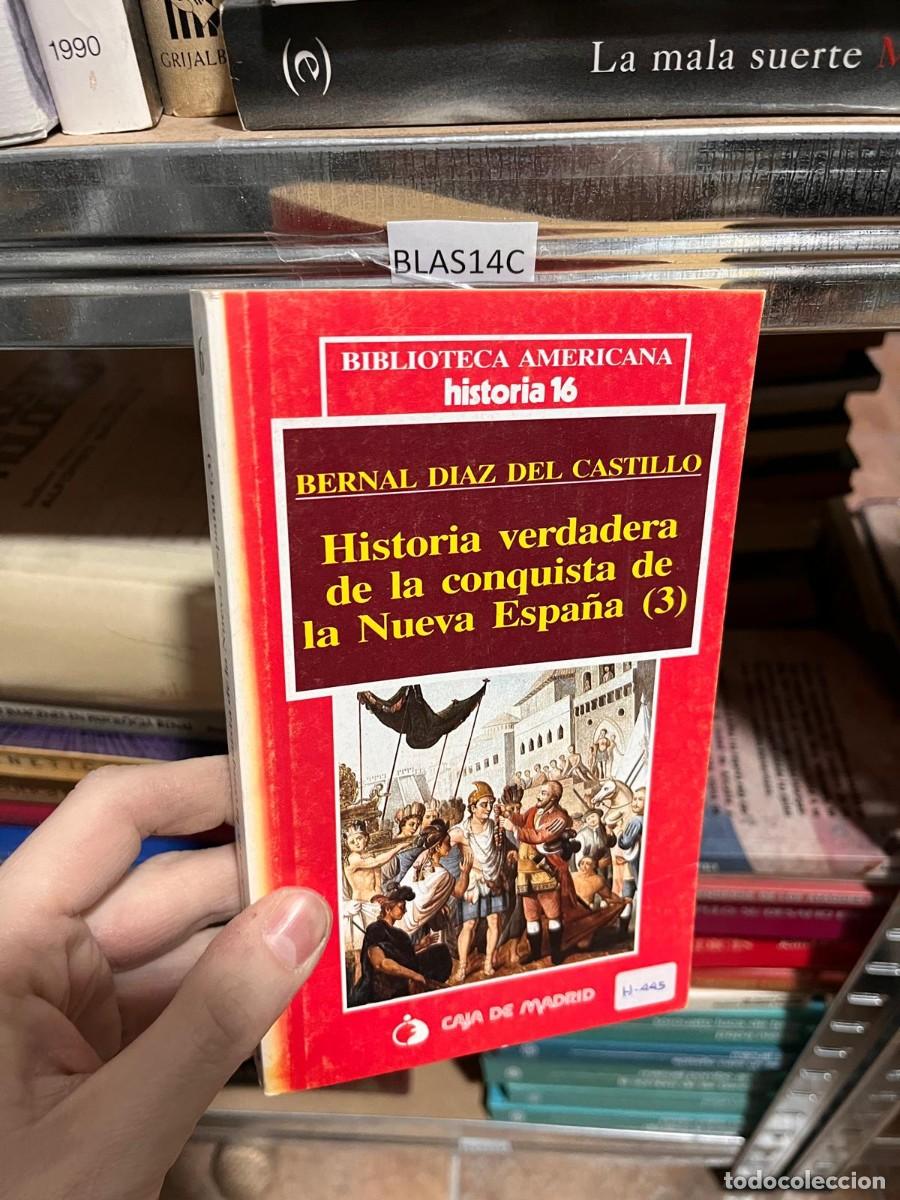 1990
GRIJALB
La mala suerte M
BLAS14C
BIBLIOTECA AMERICANA
historia 16
BERNAL DIAZ DEL CASTILLO
Historia verdadera
de la conquista de
la Nueva España (3)
CAJA DE MADRID
H-445
todocoleccion